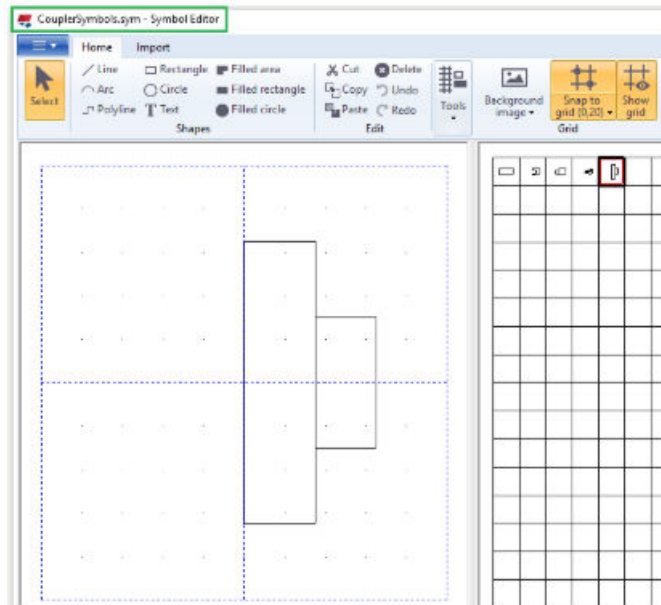 CouplerSymbols.sym - Symbol Editor
Home Import
Line Rectangle Filled area Cut Delete
Select Arc Circle Filled rectangle Copy Undo Tools Background image Snap to grid (0,20) Show grid
Polyline Text Filled circle Paste Redo
Shapes Edit Grid